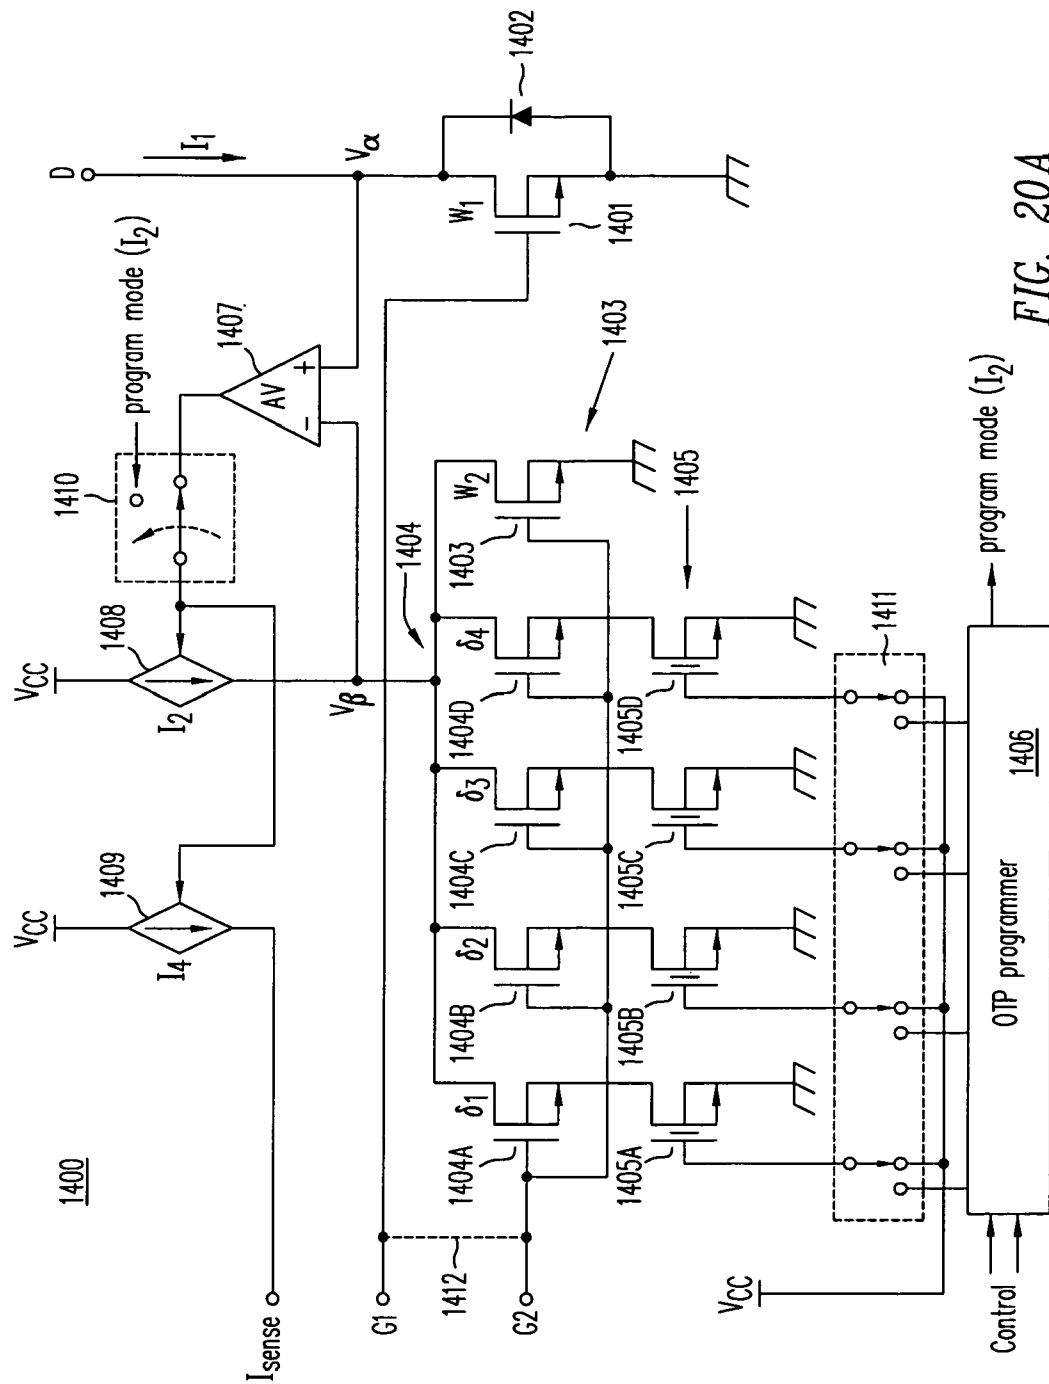 1400
VCC
1409
I4
VCC
1408
I2
1410
program mode (I2)
1407
AV
-
+
D
I1
Vα
Vβ
1402
W1
1401
Isense
G1
1412
G2
1404
1404A
δ1
1404B
δ2
1404C
δ3
1404D
δ4
1403
W2
1403
1405
1405A
1405B
1405C
1405D
1411
VCC
Control
OTP programmer
1406
program mode (I2)
FIG. 20A